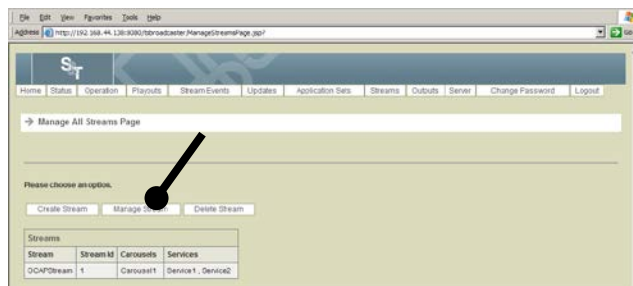 File Edit View Favorites Tools Help
Address http://192.168.44.138:8080/tbroadcaster/ManageStreamsPage.jsp? Go
S&T
Home Status Operation Playouts Stream Events Updates Application Sets Streams Outputs Server Change Password Logout
→ Manage All Streams Page
Please choose an option.
Create Stream Manage Stream Delete Stream
Streams
Stream Stream Id Carousels Services
OCAPStream 1 Carousel1 Service1 , Service2